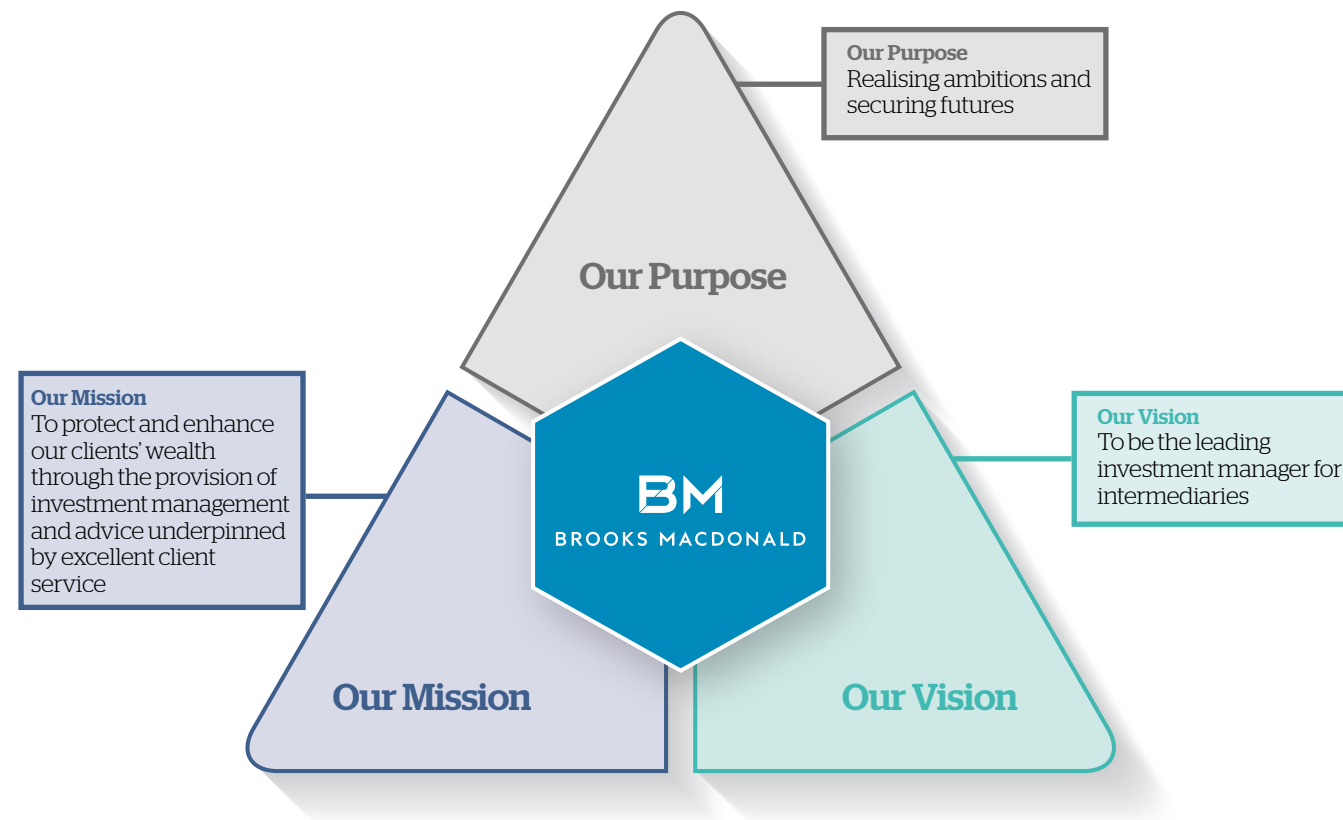 Our Purpose
Realising ambitions and
securing futures
Our Purpose
Our Mission
To protect and enhance
our clients’ wealth
through the provision of
investment management
and advice underpinned
by excellent client
service
BM
BROOKS MACDONALD
Our Vision
To be the leading
investment manager for
intermediaries
Our Mission
Our Vision